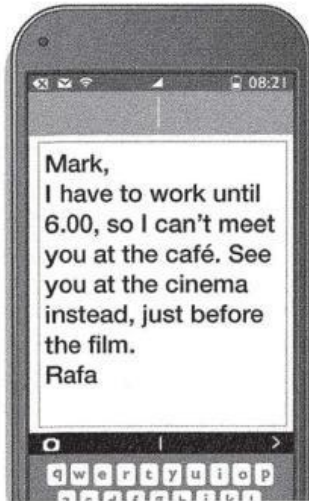 08:21
Mark,
I have to work until
6.00, so I can't meet
you at the café. See
you at the cinema
instead, just before
the film.
Rafa
q w e r t y u i o p
a s d f g h j k l